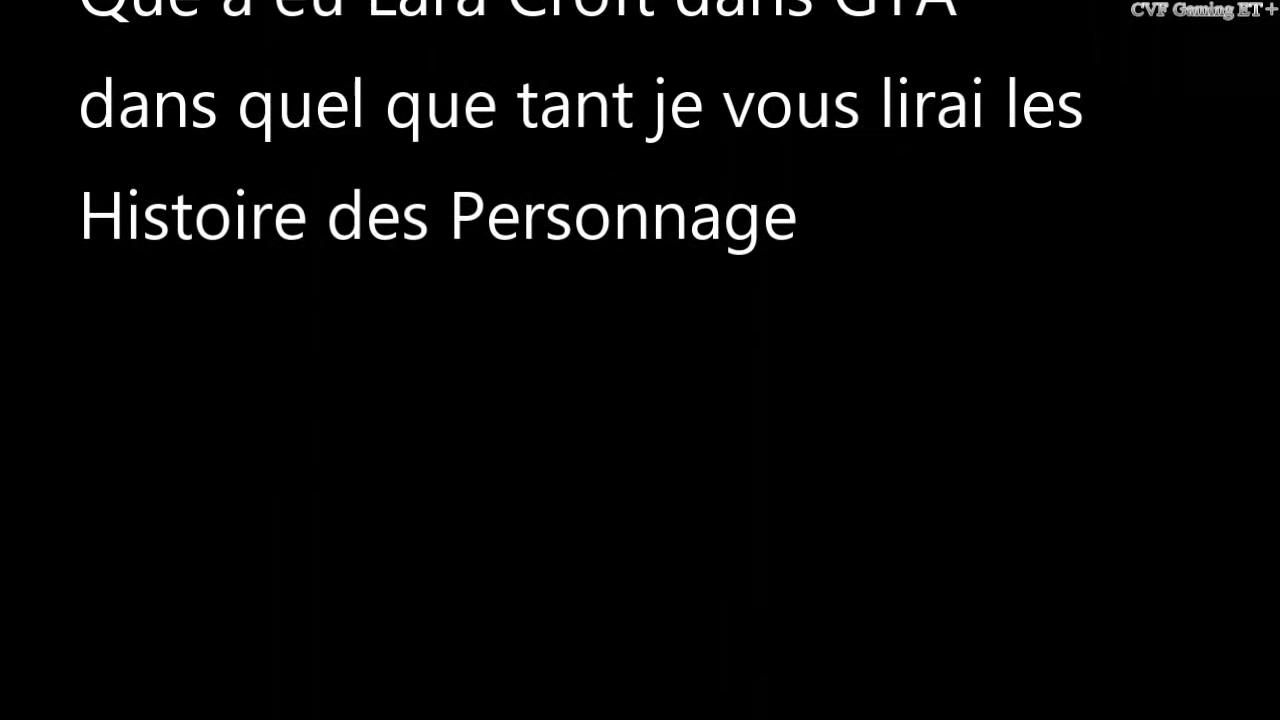 Que a eu Lara Croft dans GTA
CVF Gaming ET +
dans quel que tant je vous lirai les
Histoire des Personnage